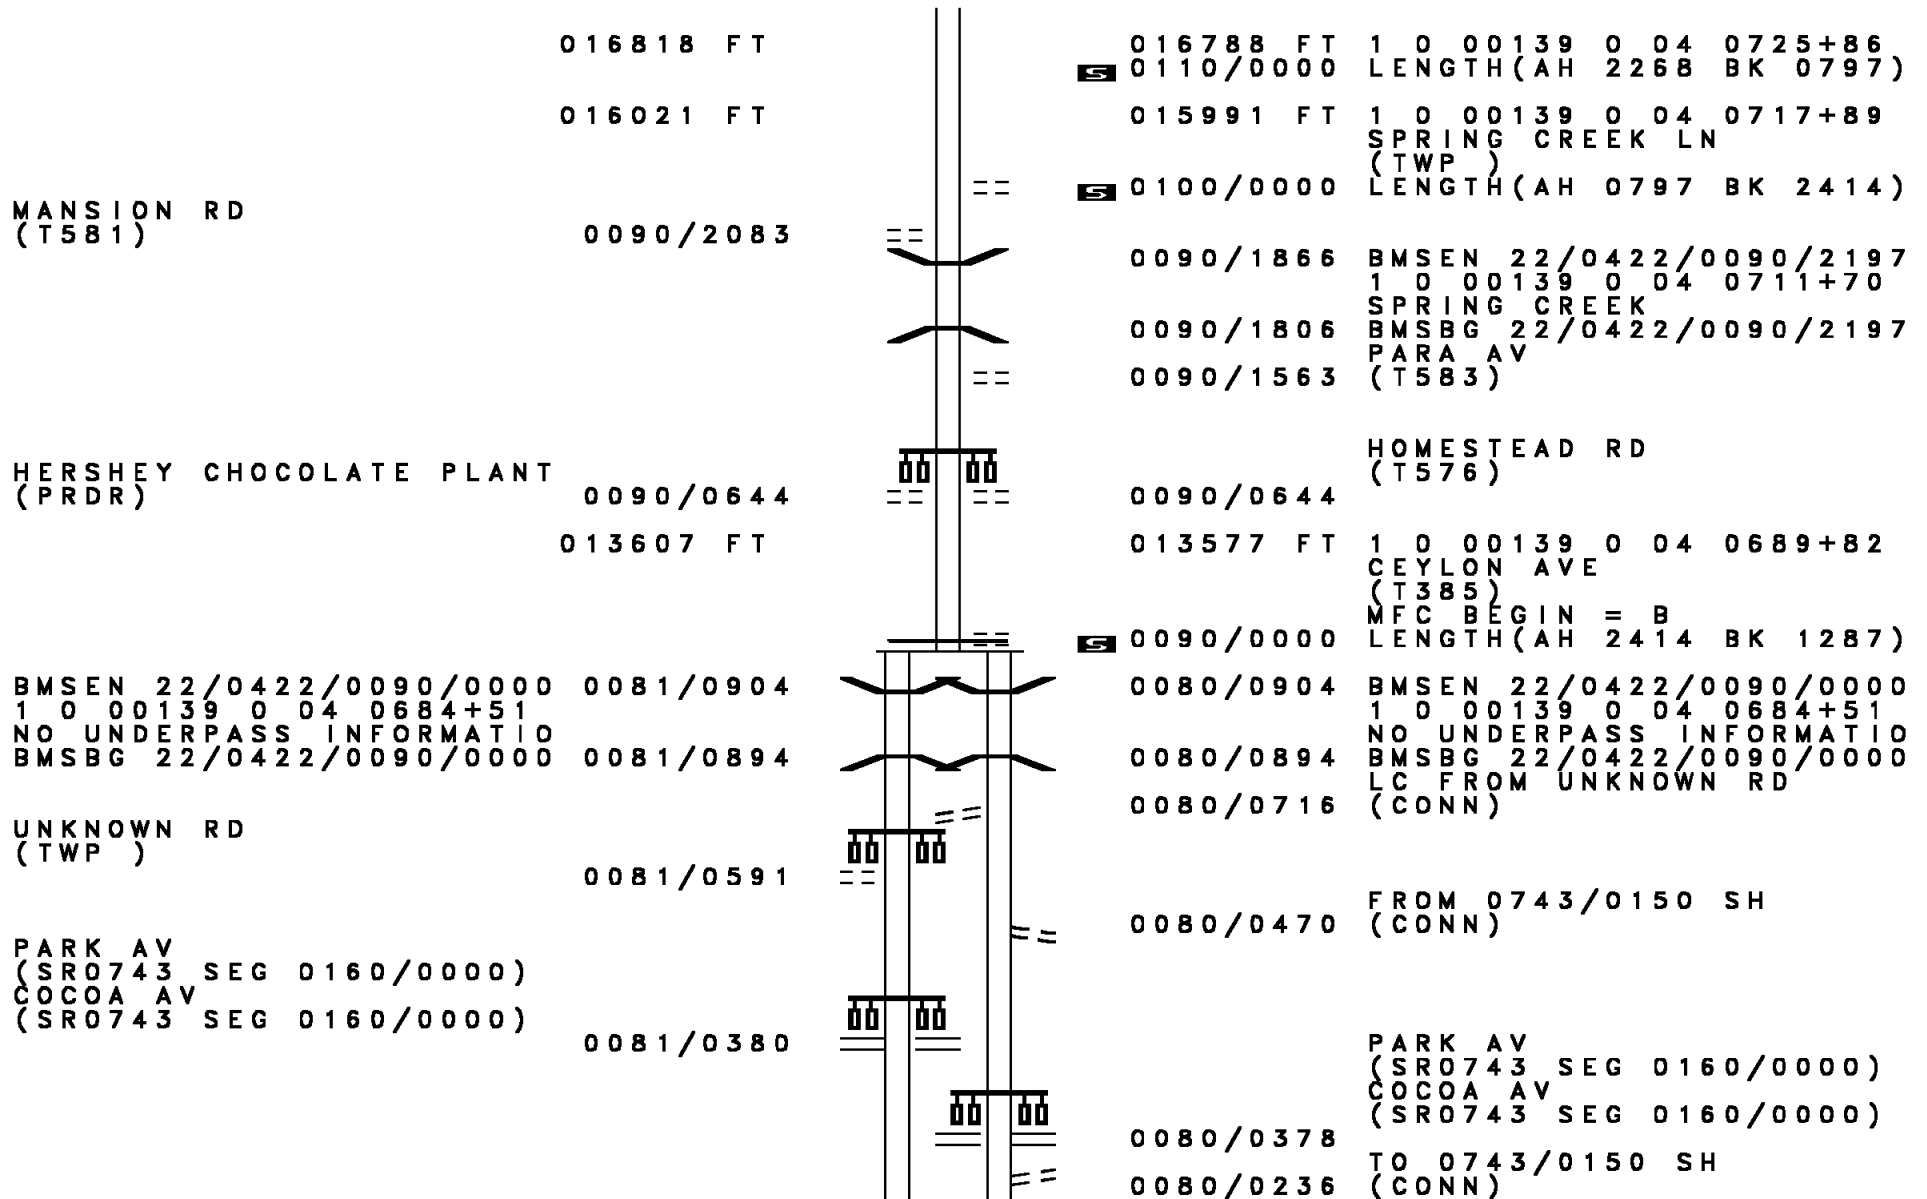 016818 FT 016788 FT 1 0 00139 0 04 0725+86
S 0110/0000 LENGTH(AH 2268 BK 0797)
016021 FT 015991 FT 1 0 00139 0 04 0717+89
SPRING CREEK LN
(TWP )
S 0100/0000 LENGTH(AH 0797 BK 2414)
MANSION RD
(T581) 0090/2083
0090/1866 BMSEN 22/0422/0090/2197
1 0 00139 0 04 0711+70
SPRING CREEK
0090/1806 BMSBG 22/0422/0090/2197
PARA AV
0090/1563 (T583)
HOMESTEAD RD
HERSHEY CHOCOLATE PLANT (T576)
(PRDR) 0090/0644 0090/0644
013607 FT 013577 FT 1 0 00139 0 04 0689+82
CEYLON AVE
(T385)
MFC BEGIN = B
S 0090/0000 LENGTH(AH 2414 BK 1287)
BMSEN 22/0422/0090/0000 0081/0904 0080/0904 BMSEN 22/0422/0090/0000
1 0 00139 0 04 0684+51 1 0 00139 0 04 0684+51
NO UNDERPASS INFORMATIO NO UNDERPASS INFORMATIO
BMSBG 22/0422/0090/0000 0081/0894 0080/0894 BMSBG 22/0422/0090/0000
LC FROM UNKNOWN RD
0080/0716 (CONN)
UNKNOWN RD
(TWP )
0081/0591
FROM 0743/0150 SH
0080/0470 (CONN)
PARK AV
(SR0743 SEG 0160/0000)
COCOA AV
(SR0743 SEG 0160/0000)
0081/0380 PARK AV
(SR0743 SEG 0160/0000)
COCOA AV
(SR0743 SEG 0160/0000)
0080/0378
TO 0743/0150 SH
0080/0236 (CONN)